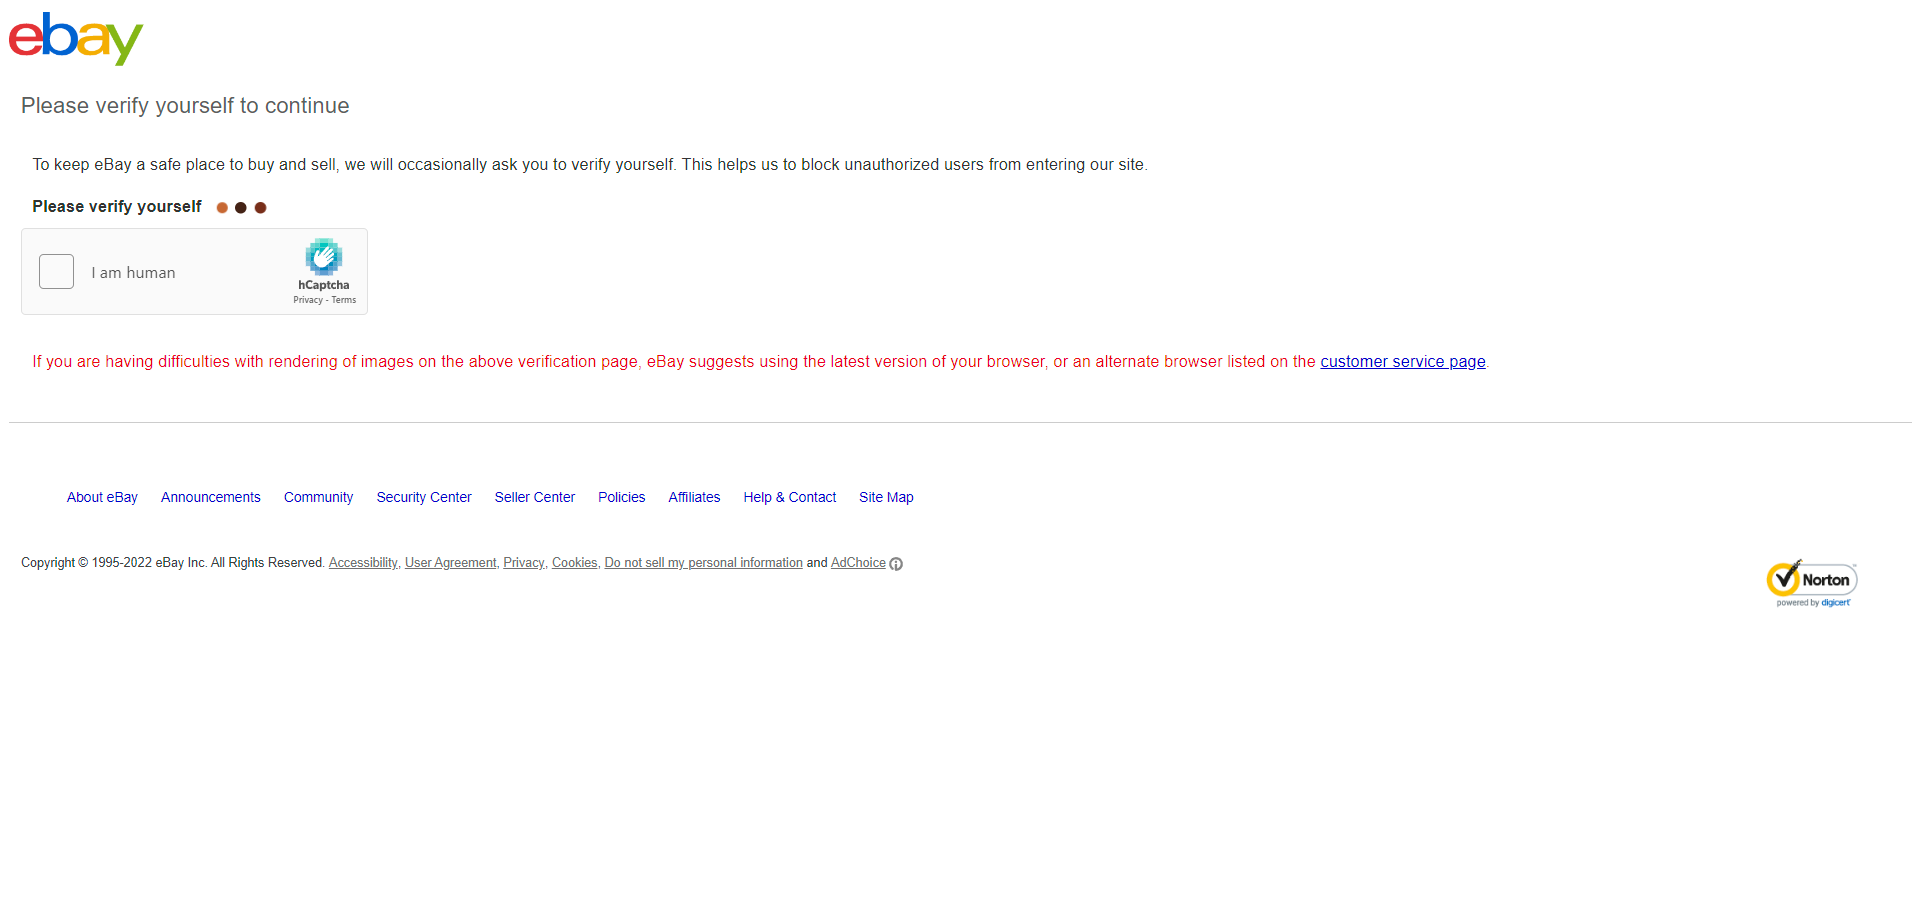 ebay
Please verify yourself to continue
To keep eBay a safe place to buy and sell, we will occasionally ask you to verify yourself. This helps us to block unauthorized users from entering our site.
Please verify yourself
I am human
hCaptcha
Privacy - Terms
If you are having difficulties with rendering of images on the above verification page, eBay suggests using the latest version of your browser, or an alternate browser listed on the customer service page.
About eBay Announcements Community Security Center Seller Center Policies Affiliates Help & Contact Site Map
Copyright © 1995-2022 eBay Inc. All Rights Reserved. Accessibility, User Agreement, Privacy, Cookies, Do not sell my personal information and AdChoice
Norton
powered by digicert